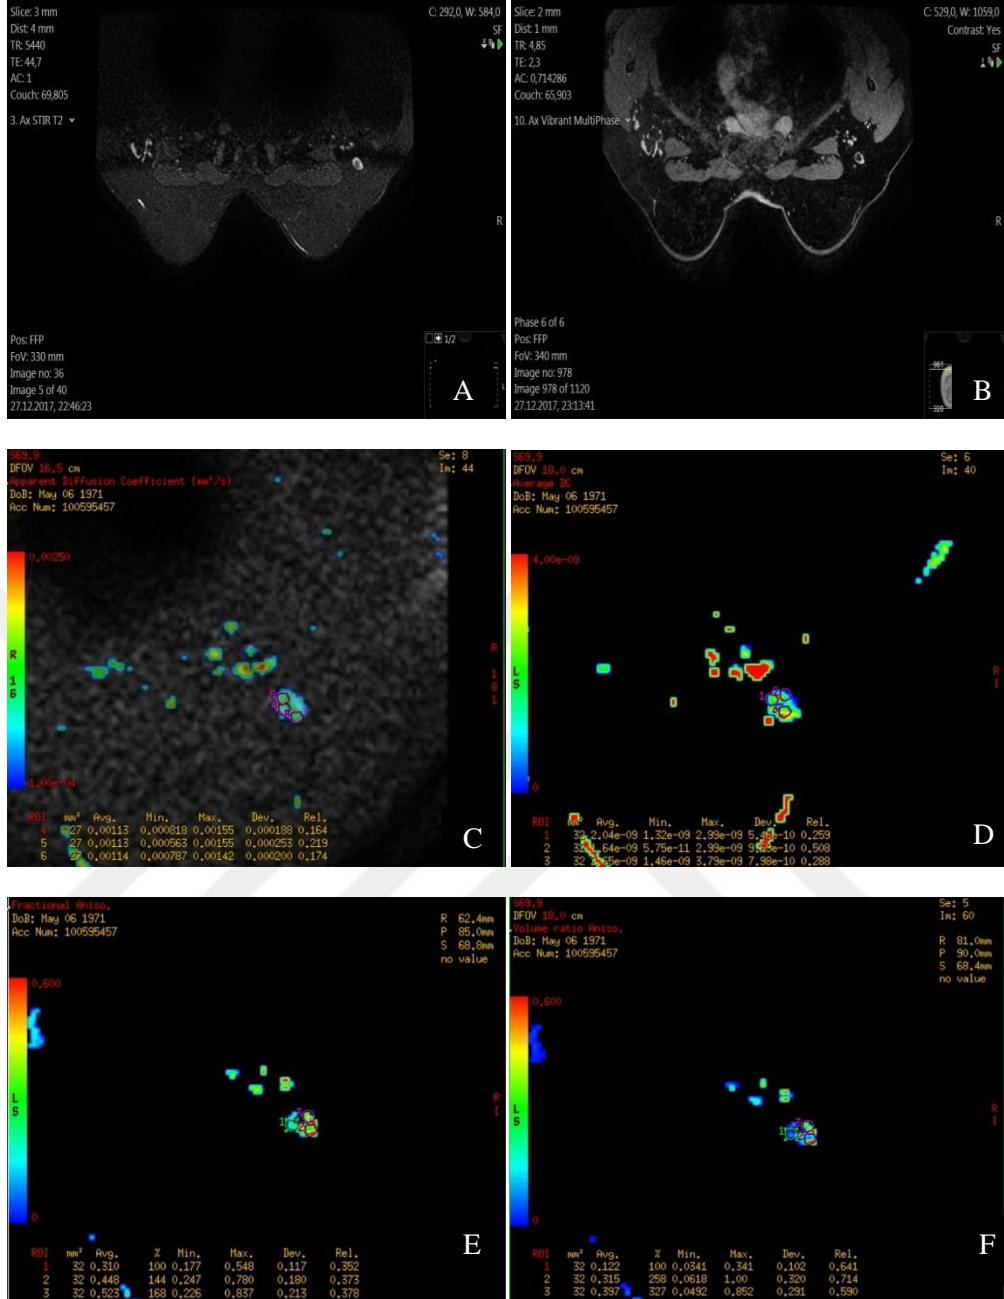 Slice: 3 mm
Dist: 4 mm
TR: 5440
TE: 44,7
AC: 1
Couch: 69,805
3. Ax STIR T2
C: 292,0, W: 584,0
SF
R
Pos: FFP
FoV: 330 mm
Image no: 36
Image 5 of 40
27.12.2017, 22:46:23
1/2
A
Slice: 2 mm
Dist: 1 mm
TR: 4,85
TE: 2,3
AC: 0,714286
Couch: 65,903
10. Ax Vibrant MultiPhase
C: 529,0, W: 1059,0
Contrast: Yes
SF
R
Phase 6 of 6
Pos: FFP
FoV: 340 mm
Image no: 978
Image 978 of 1120
27.12.2017, 23:13:41
961
320
B
S69.9
DFOV 16.5 cm
Apparent Diffusion Coefficient (mm²/s)
DoB: May 06 1971
Acc Num: 100595457
Se: 8
Im: 44
0.00250
R
1.00e-04
ROI mm² Avg. Min. Max. Dev. Rel.
4 27 0.00113 0.000818 0.00155 0.000188 0.164
5 27 0.00113 0.000563 0.00155 0.000253 0.219
6 27 0.00114 0.000787 0.00142 0.000200 0.174
C
S69.9
DFOV 18.0 cm
Average DC
DoB: May 06 1971
Acc Num: 100595457
Se: 6
Im: 40
4.00e-09
L
S
R
I
0
ROI mm² Avg. Min. Max. Dev. Rel.
1 32 2.04e-09 1.32e-09 2.99e-09 0.259
2 5.75e-11 2.99e-09 0.508
3 1.46e-09 3.79e-09 7.98e-10 0.288
D
Fractional Aniso.
DoB: May 06 1971
Acc Num: 100595457
R 62.4mm
P 85.0mm
S 68.8mm
no value
0.600
L
S
R
I
0
ROI mm² Avg. % Min. Max. Dev. Rel.
1 32 0.310 100 0.177 0.548 0.117 0.352
2 32 0.448 144 0.247 0.780 0.180 0.373
3 32 0.523 168 0.226 0.837 0.213 0.378
E
S69.9
DFOV 18.0 cm
Volume ratio Aniso.
DoB: May 06 1971
Acc Num: 100595457
Se: 5
Im: 60
R 81.0mm
P 90.0mm
S 68.4mm
no value
0.600
L
S
R
I
0
ROI mm² Avg. % Min. Max. Dev. Rel.
1 32 0.122 100 0.0341 0.341 0.102 0.641
2 32 0.315 258 0.0618 1.00 0.320 0.714
3 32 0.397 327 0.0492 0.852 0.291 0.590
F